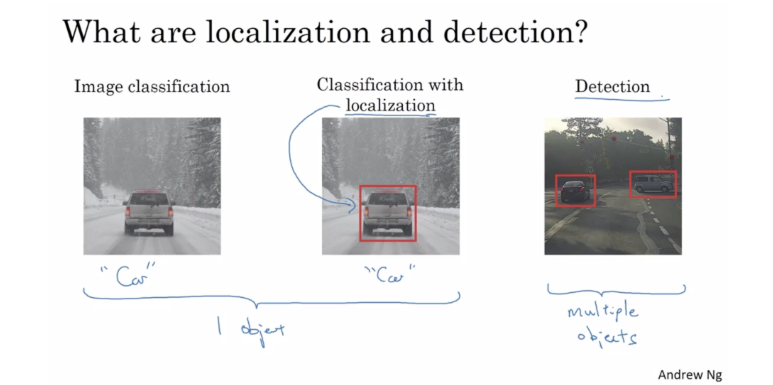 What are localization and detection?
Image classification
Classification with
localization
Detection
"Car"
"Car"
1 object
multiple
objects
Andrew Ng